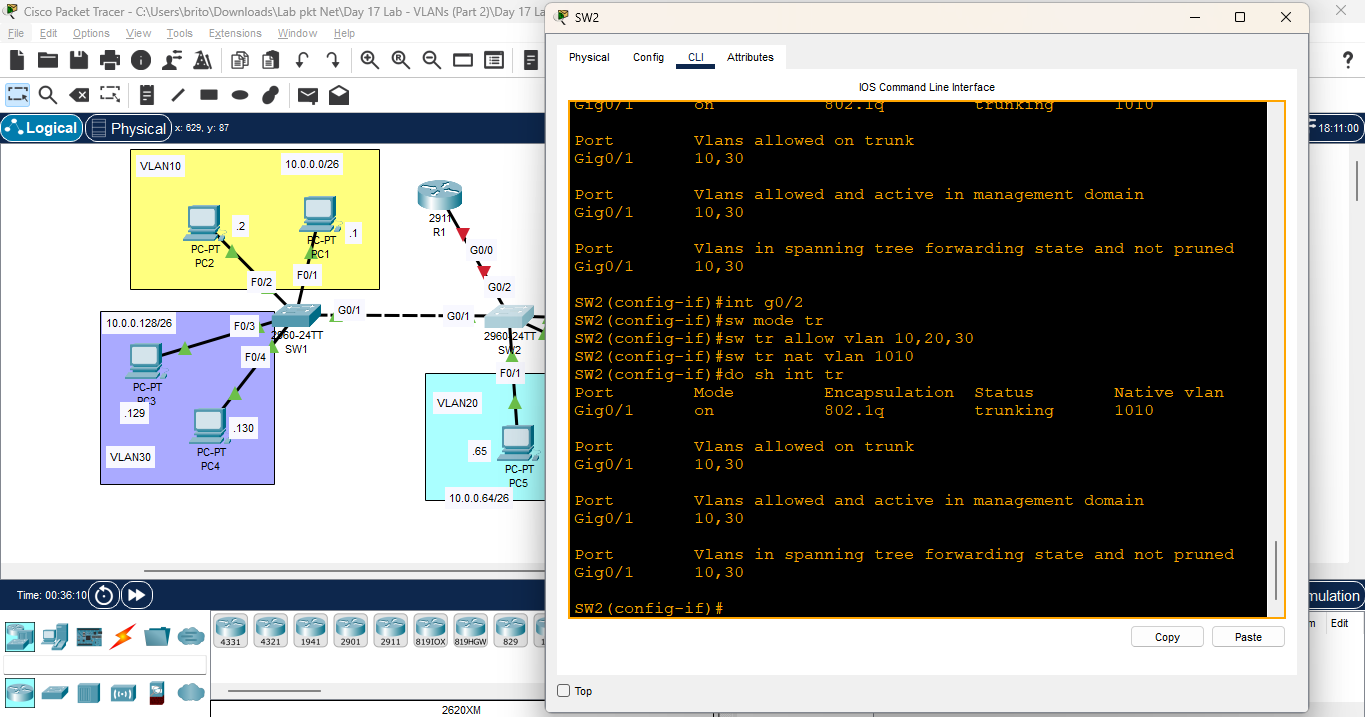 Cisco Packet Tracer - C:\Users\brito\Downloads\Lab pkt Net\Day 17 Lab - VLANs (Part 2)\Day 17 La
File Edit Options View Tools Extensions Window Help
Logical
Physical
x: 629, y: 87
18:11:00
VLAN10
10.0.0.0/26
.2
PC-PT
PC2
.1
PC-PT
PC1
2911
R1
G0/0
G0/2
F0/2
F0/1
10.0.0.128/26
F0/3
G0/1
G0/1
2960-24TT
SW1
2960-24TT
SW2
F0/4
F0/1
PC-PT
PC3
.129
VLAN20
.130
PC-PT
PC4
VLAN30
.65
PC-PT
PC5
10.0.0.64/26
Time: 00:36:10
mulation
4331
4321
1941
2901
2911
819IOX
819HGW
829
m
Edit
2620XM
SW2
Physical Config CLI Attributes
IOS Command Line Interface
Gig0/1 on 802.1q trunking 1010
Port Vlans allowed on trunk
Gig0/1 10,30
Port Vlans allowed and active in management domain
Gig0/1 10,30
Port Vlans in spanning tree forwarding state and not pruned
Gig0/1 10,30
SW2(config-if)#int g0/2
SW2(config-if)#sw mode tr
SW2(config-if)#sw tr allow vlan 10,20,30
SW2(config-if)#sw tr nat vlan 1010
SW2(config-if)#do sh int tr
Port Mode Encapsulation Status Native vlan
Gig0/1 on 802.1q trunking 1010
Port Vlans allowed on trunk
Gig0/1 10,30
Port Vlans allowed and active in management domain
Gig0/1 10,30
Port Vlans in spanning tree forwarding state and not pruned
Gig0/1 10,30
SW2(config-if)#
Copy
Paste
Top